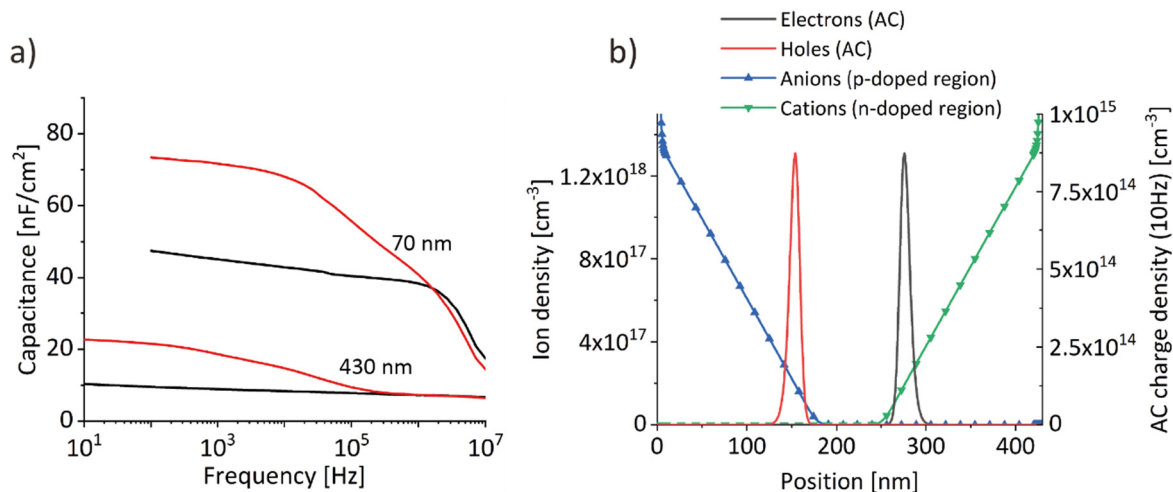 a)
Capacitance [nF/cm²]
80
60
40
20
0
70 nm
430 nm
10¹ 10³ 10⁵ 10⁷
Frequency [Hz]
b)
Electrons (AC)
Holes (AC)
Anions (p-doped region)
Cations (n-doped region)
Ion density [cm⁻³]
1.2x10¹⁸
8x10¹⁷
4x10¹⁷
1x10¹⁵
7.5x10¹⁴
5x10¹⁴
2.5x10¹⁴
0.0
AC charge density (10Hz) [cm⁻³]
0 100 200 300 400
Position [nm]